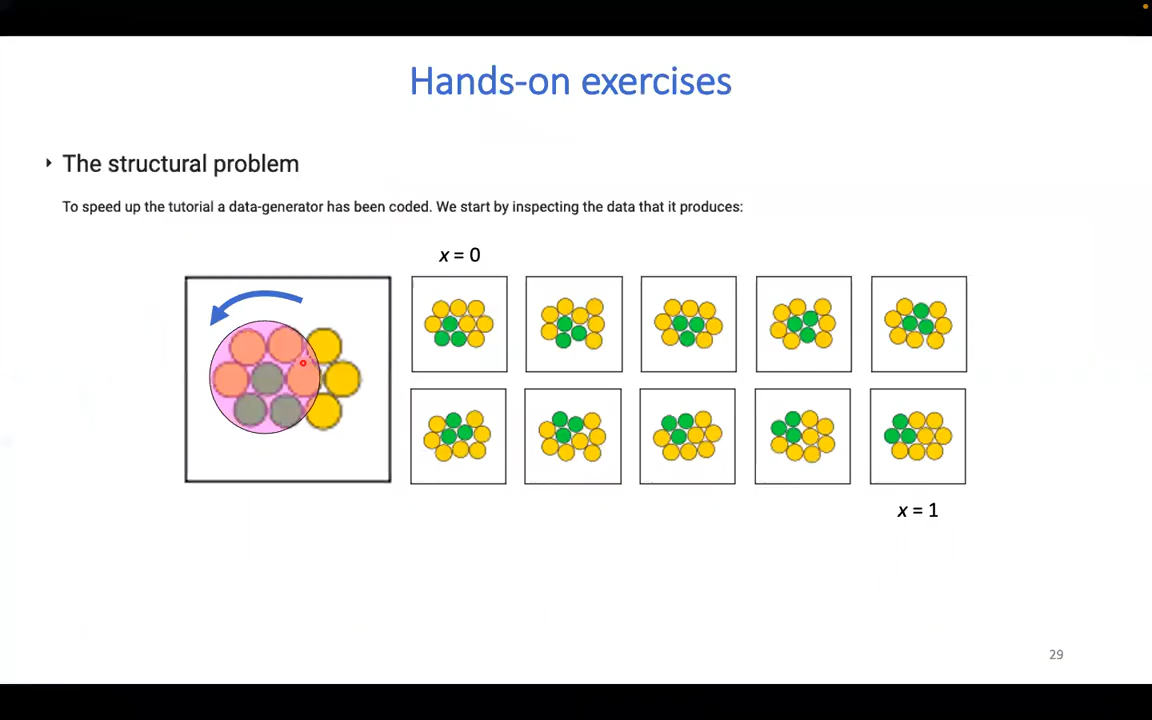 Hands-on exercises
The structural problem
To speed up the tutorial a data-generator has been coded. We start by inspecting the data that it produces:
x = 0
x = 1
29